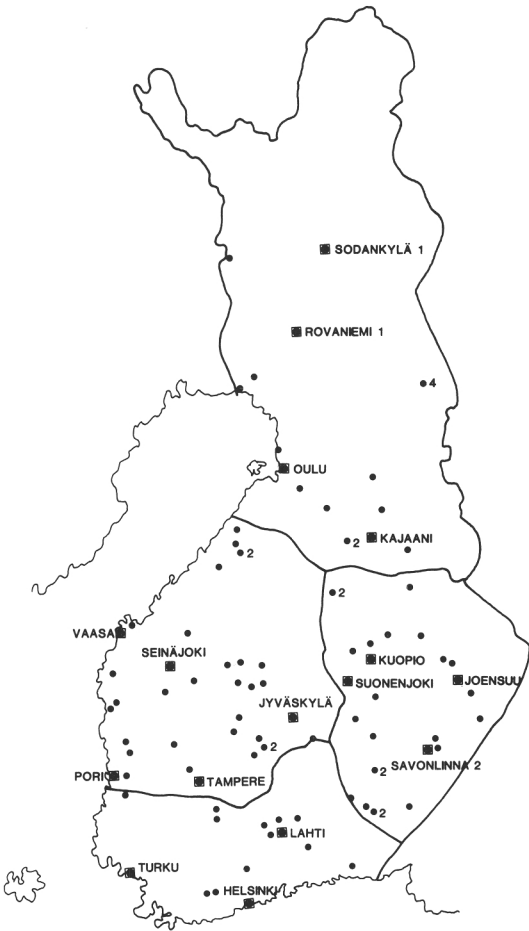 SODANKYLÄ 1
ROVANIEMI 1
4
OULU
2
KAJAANI
2
2
VAASA
SEINÄJOKI
KUOPIO
SUONENJOKI
JOENSUU
JYVÄSKYLÄ
2
SAVONLINNA 2
2
PORI
TAMPERE
2
LAHTI
TURKU
HELSINKI